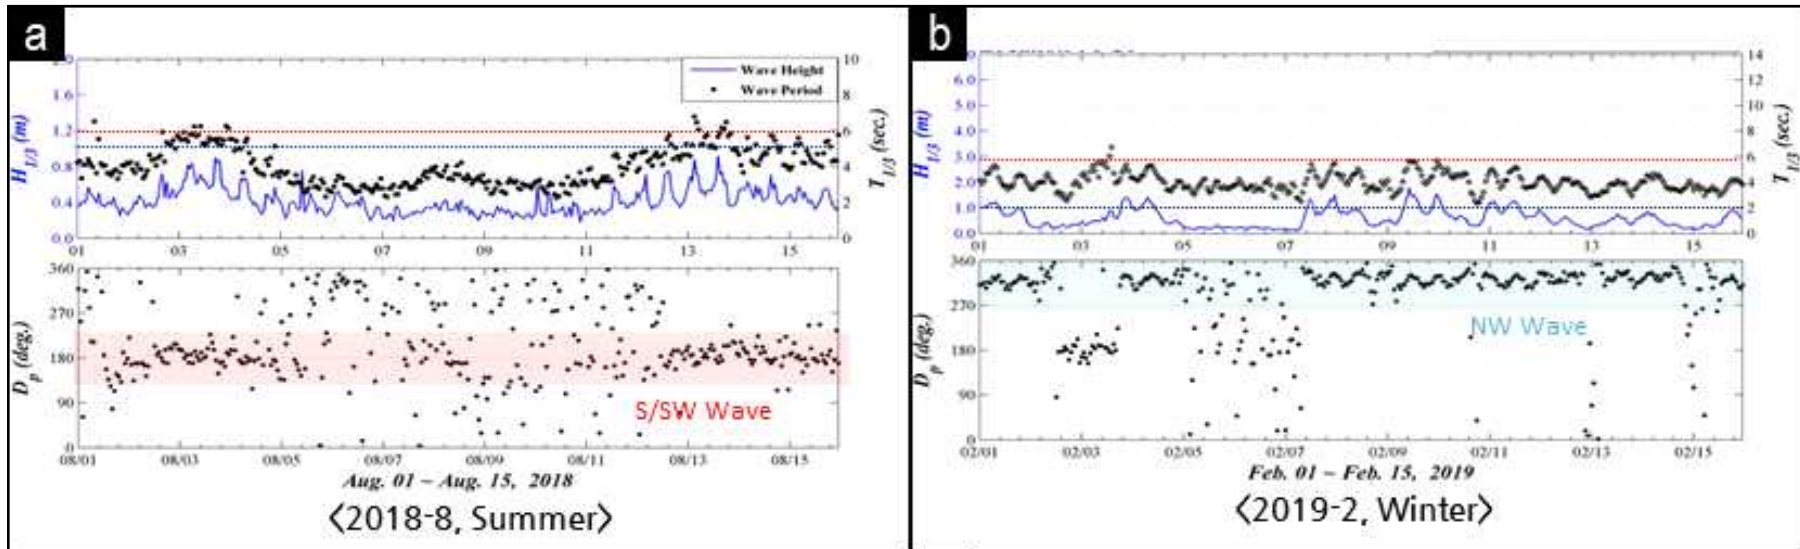 a
2.0
1.6
1.2
0.8
0.4
0.0
H1/3 (m)
10
8
6
4
2
0
T1/3 (sec.)
Wave Height
Wave Period
01 03 05 07 09 11 13 15
360
270
180
90
0
Dp (deg.)
S/SW Wave
08/01 08/03 08/05 08/07 08/09 08/11 08/13 08/15
Aug. 01 ~ Aug. 15, 2018
<2018-8, Summer>
b
6.0
5.0
4.0
3.0
2.0
1.0
0.0
H1/3 (m)
14
12
10
8
6
4
2
0
T1/3 (sec.)
01 03 05 07 09 11 13 15
360
270
180
90
0
Dp (deg.)
NW Wave
02/01 02/03 02/05 02/07 02/09 02/11 02/13 02/15
Feb. 01 ~ Feb. 15, 2019
<2019-2, Winter>